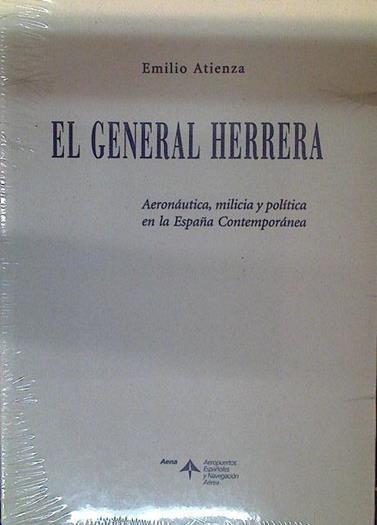 Emilio Atienza
EL GENERAL HERRERA
Aeronáutica, milicia y política
en la España Contemporánea
Aena
Aeropuertos
Españoles
y Navegación
Aérea